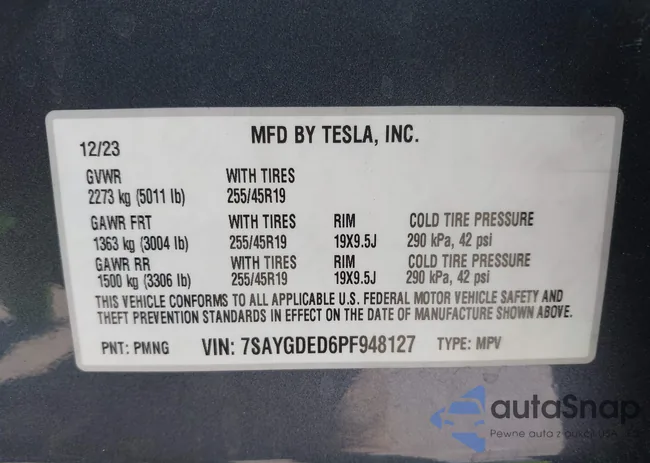 MFD BY TESLA, INC.
12/23
GVWR WITH TIRES
2273 kg (5011 lb) 255/45R19
GAWR FRT WITH TIRES RIM COLD TIRE PRESSURE
1363 kg (3004 lb) 255/45R19 19X9.5J 290 kPa, 42 psi
GAWR RR WITH TIRES RIM COLD TIRE PRESSURE
1500 kg (3306 lb) 255/45R19 19X9.5J 290 kPa, 42 psi
THIS VEHICLE CONFORMS TO ALL APPLICABLE U.S. FEDERAL MOTOR VEHICLE SAFETY AND
THEFT PREVENTION STANDARDS IN EFFECT ON THE DATE OF MANUFACTURE SHOWN ABOVE.
PNT: PMNG VIN: 7SAYGDED6PF948127 TYPE: MPV
autaSnap
Pewne auta z aukcji USA